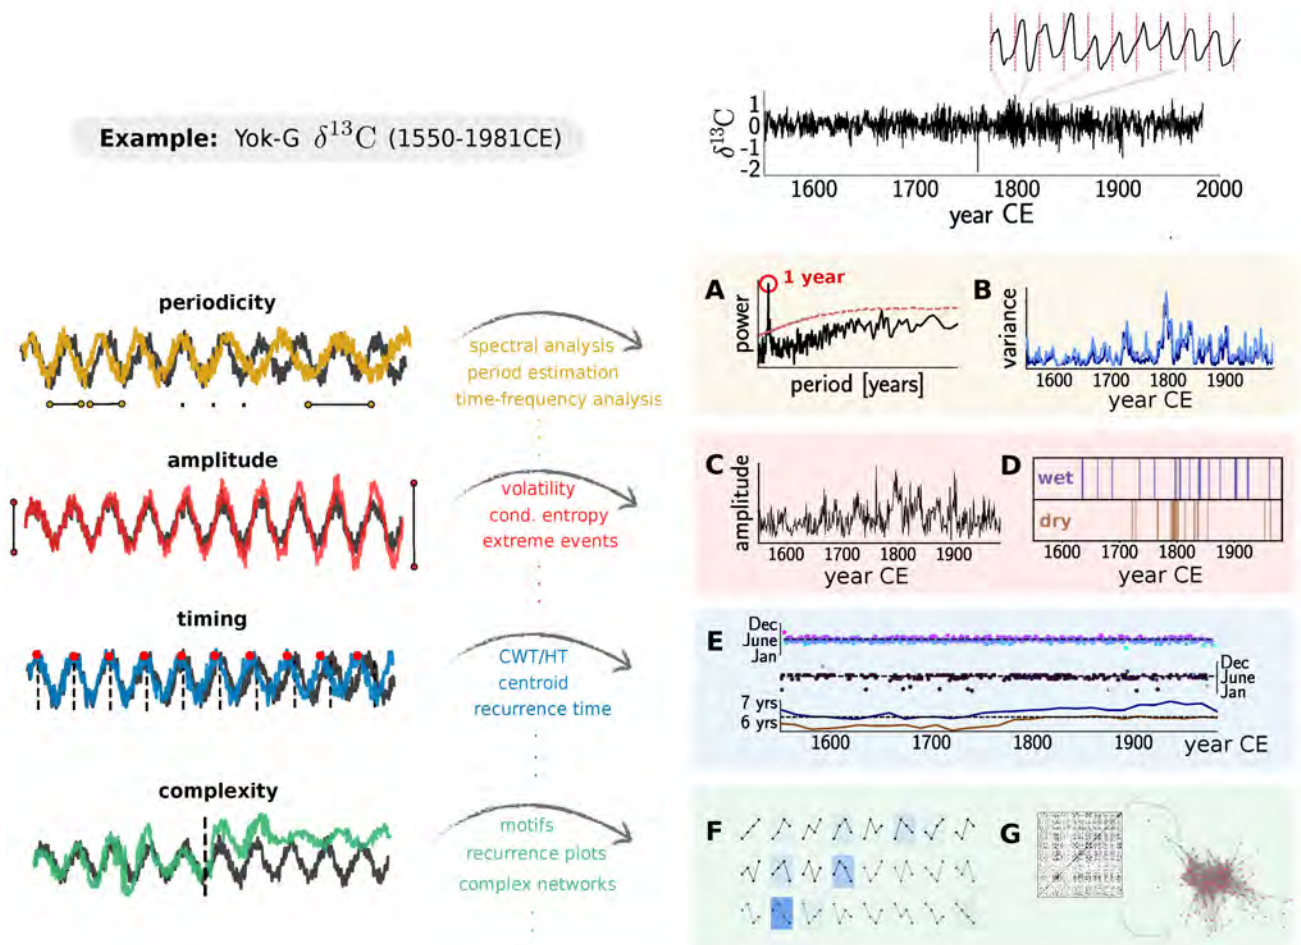 Example: Yok-G δ¹³C (1550-1981CE)
δ¹³C
1
0
-1
-2
1600 1700 1800 1900 2000
year CE
periodicity
spectral analysis
period estimation
time-frequency analysis
A
1 year
power
period [years]
B
variance
1700 1800 1900
year CE
amplitude
volatility
cond. entropy
extreme events
C
amplitude
1600 1700 1800 1900
year CE
D
wet
dry
1600 1700 1800 1900
year CE
timing
CWT/HT
centroid
recurrence time
E
Dec
June
Jan
Dec
June
Jan
7 yrs
6 yrs
1600 1700 1800 1900 year CE
complexity
motifs
recurrence plots
complex networks
F
G